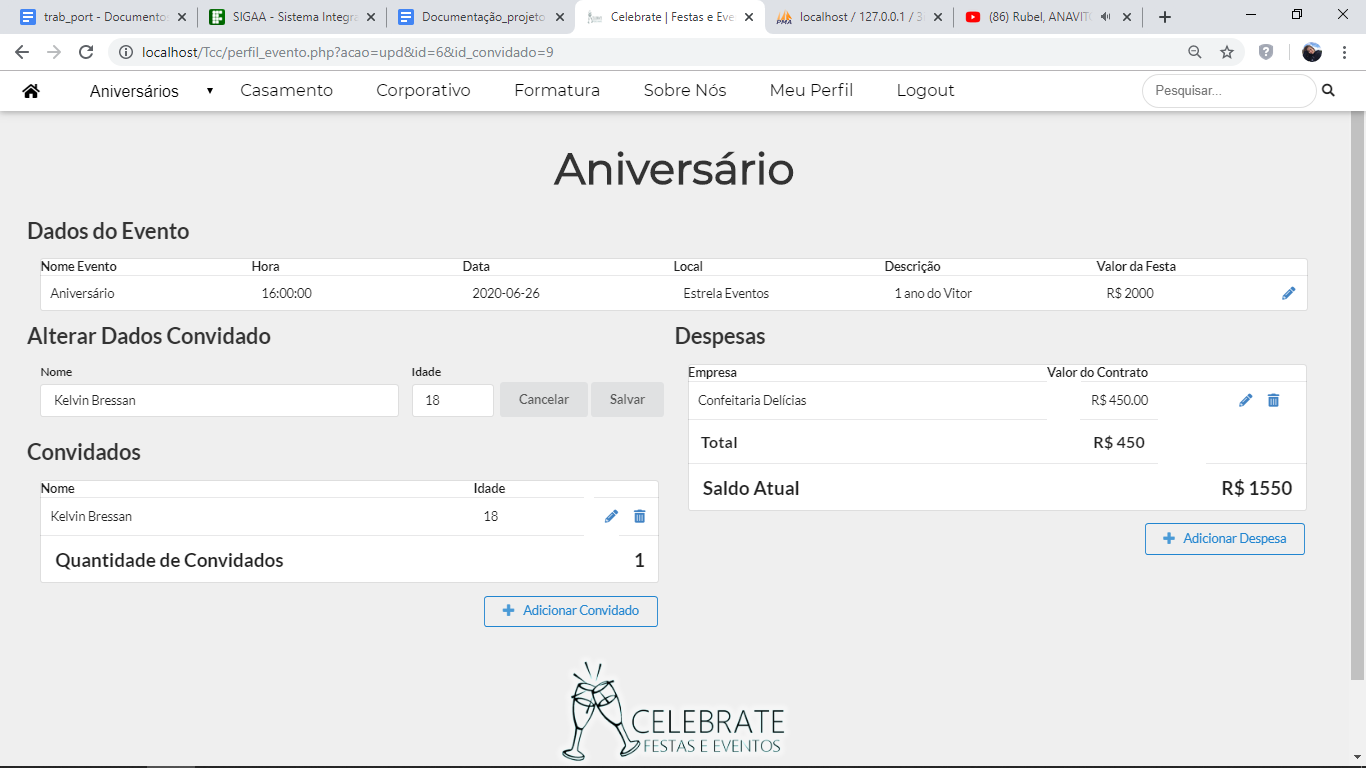 trab_port - Documento
SIGAA - Sistema Integra
Documentação_projeto
Celebrate | Festas e Eve
localhost / 127.0.0.1 / 3
(86) Rubel, ANAVIT
localhost/Tcc/perfil_evento.php?acao=upd&id=6&id_convidado=9
Aniversários Casamento Corporativo Formatura Sobre Nós Meu Perfil Logout Pesquisar...
Aniversário
Dados do Evento
Nome Evento Hora Data Local Descrição Valor da Festa
Aniversário 16:00:00 2020-06-26 Estrela Eventos 1 ano do Vitor R$ 2000
Alterar Dados Convidado
Nome Idade
Kelvin Bressan 18 Cancelar Salvar
Convidados
Nome Idade
Kelvin Bressan 18
Quantidade de Convidados 1
Adicionar Convidado
Despesas
Empresa Valor do Contrato
Confeitaria Delícias R$ 450.00
Total R$ 450
Saldo Atual R$ 1550
Adicionar Despesa
CELEBRATE
FESTAS E EVENTOS